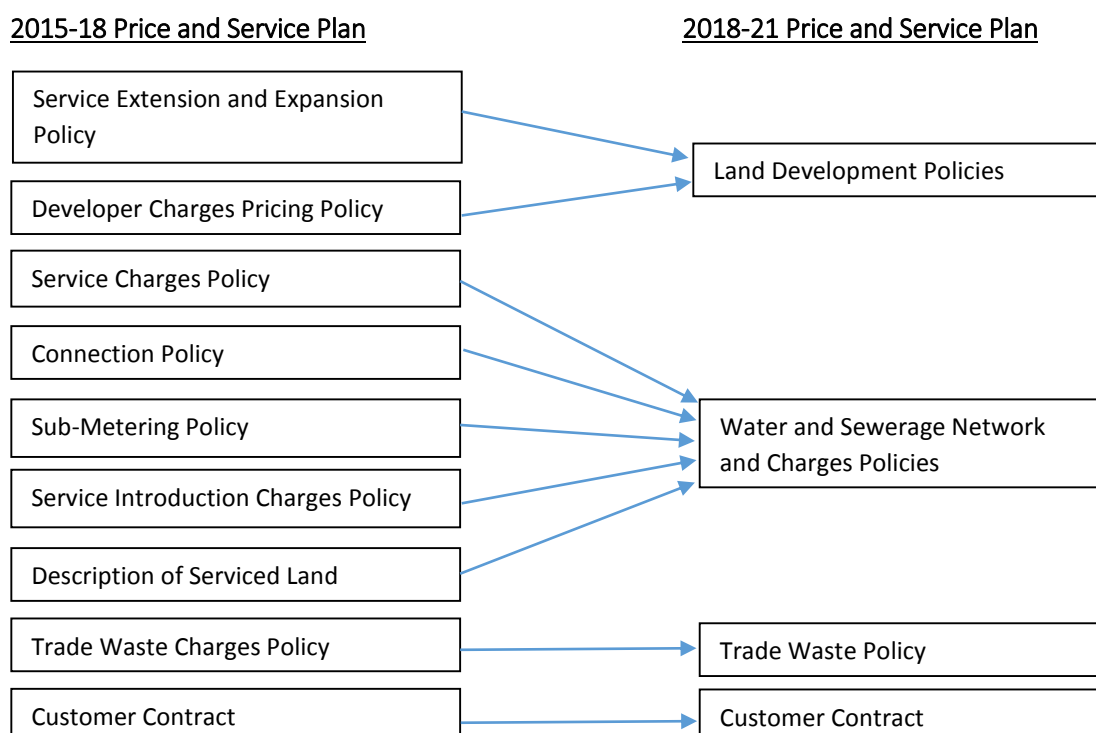 2015-18 Price and Service Plan
2018-21 Price and Service Plan
Service Extension and Expansion
Policy
Developer Charges Pricing Policy
Service Charges Policy
Connection Policy
Sub-Metering Policy
Service Introduction Charges Policy
Description of Serviced Land
Trade Waste Charges Policy
Customer Contract
Land Development Policies
Water and Sewerage Network
and Charges Policies
Trade Waste Policy
Customer Contract